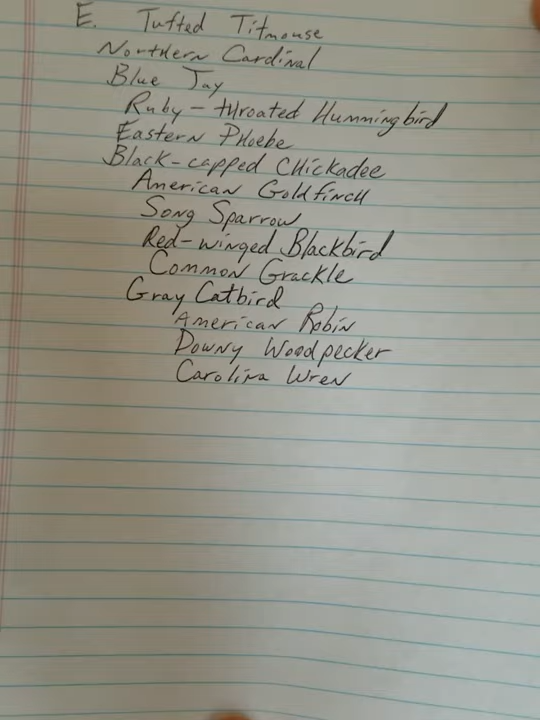 E. Tufted Titmouse
Northern Cardinal
Blue Jay
Ruby-throated Hummingbird
Eastern Phoebe
Black-capped Chickadee
American Goldfinch
Song Sparrow
Red-winged Blackbird
Common Grackle
Gray Catbird
American Robin
Downy Woodpecker
Carolina Wren